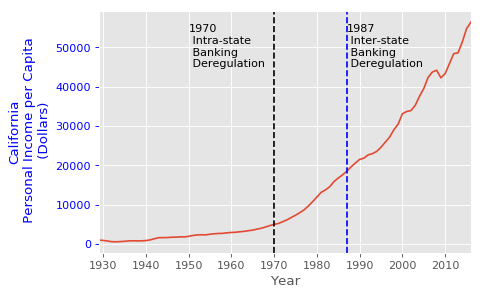 1970
Intra-state
Banking
Deregulation
1987
Inter-state
Banking
Deregulation
California
Personal Income per Capita
(Dollars)
50000
40000
30000
20000
10000
0
1930 1940 1950 1960 1970 1980 1990 2000 2010
Year